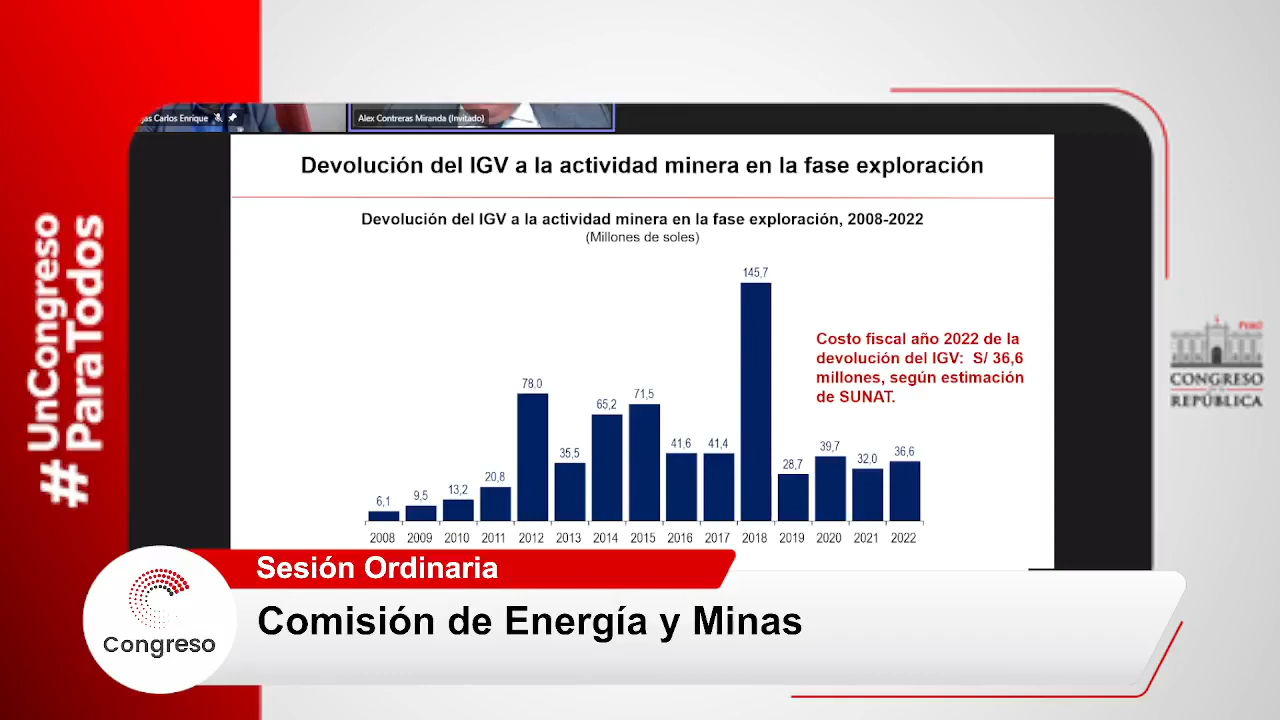 #UnCongreso
ParaTodos
Carlos Enrique
Alex Contreras Miranda (Invitado)
Devolución del IGV a la actividad minera en la fase exploración
Devolución del IGV a la actividad minera en la fase exploración, 2008-2022
(Millones de soles)
145,7
Costo fiscal año 2022 de la
devolución del IGV: S/ 36,6
millones, según estimación
de SUNAT.
6,1 9,5 13,2 20,8 78,0 35,5 65,2 71,5 41,6 41,4 28,7 39,7 32,0 36,6
2008 2009 2010 2011 2012 2013 2014 2015 2016 2017 2018 2019 2020 2021 2022
PERÚ
CONGRESO
REPÚBLICA
Sesión Ordinaria
Comisión de Energía y Minas
Congreso